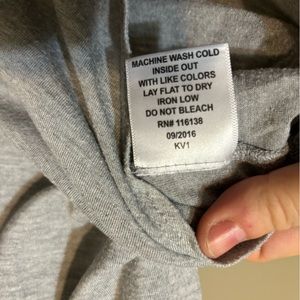 MACHINE WASH COLD
INSIDE OUT
WITH LIKE COLORS
LAY FLAT TO DRY
IRON LOW
DO NOT BLEACH
RN# 116138
09/2016
KV1